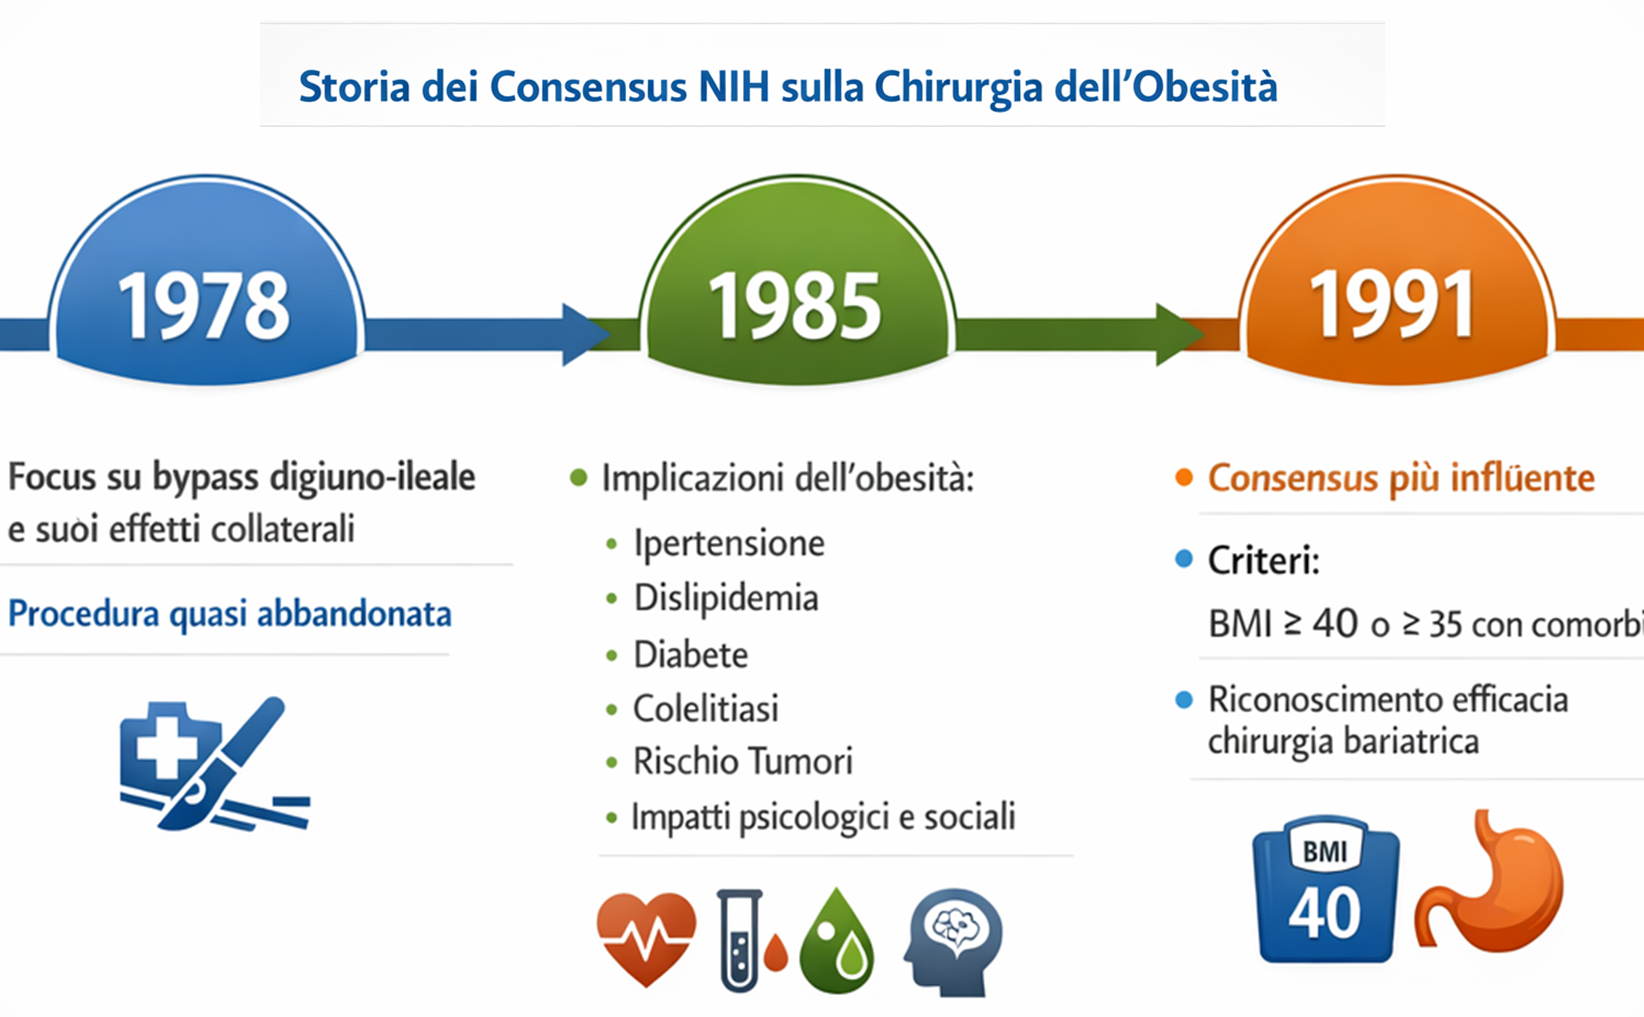 Storia dei Consensus NIH sulla Chirurgia dell'Obesità
1978
1985
1991
Focus su bypass digiuno-ileale
e suòi effetti collaterali
Procedura quasi abbandonata
Implicazioni dell'obesità:
Ipertensione
Dislipidemia
Diabete
Colelitiasi
Rischio Tumori
Impatti psicologici e sociali
Consensus più inflűente
Criteri:
BMI ≥ 40 o ≥ 35 con comorbi
Riconoscimento efficacia
chirurgia bariatrica
BMI
40